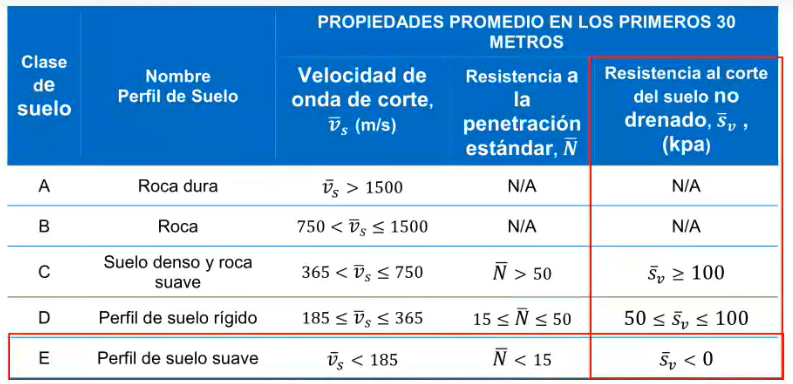 PROPIEDADES PROMEDIO EN LOS PRIMEROS 30
METROS
Clase
de
suelo
Nombre
Perfil de Suelo
Velocidad de
onda de corte,
v̅ₛ (m/s)
Resistencia a
la
penetración
estándar, N̅
Resistencia al corte
del suelo no
drenado, s̅ᵥ ,
(kpa)
A Roca dura v̅ₛ > 1500 N/A N/A
B Roca 750 < v̅ₛ ≤ 1500 N/A N/A
C Suelo denso y roca
suave 365 < v̅ₛ ≤ 750 N̅ > 50 s̅ᵥ ≥ 100
D Perfil de suelo rígido 185 ≤ v̅ₛ ≤ 365 15 ≤ N̅ ≤ 50 50 ≤ s̅ᵥ ≤ 100
E Perfil de suelo suave v̅ₛ < 185 N̅ < 15 s̅ᵥ < 0